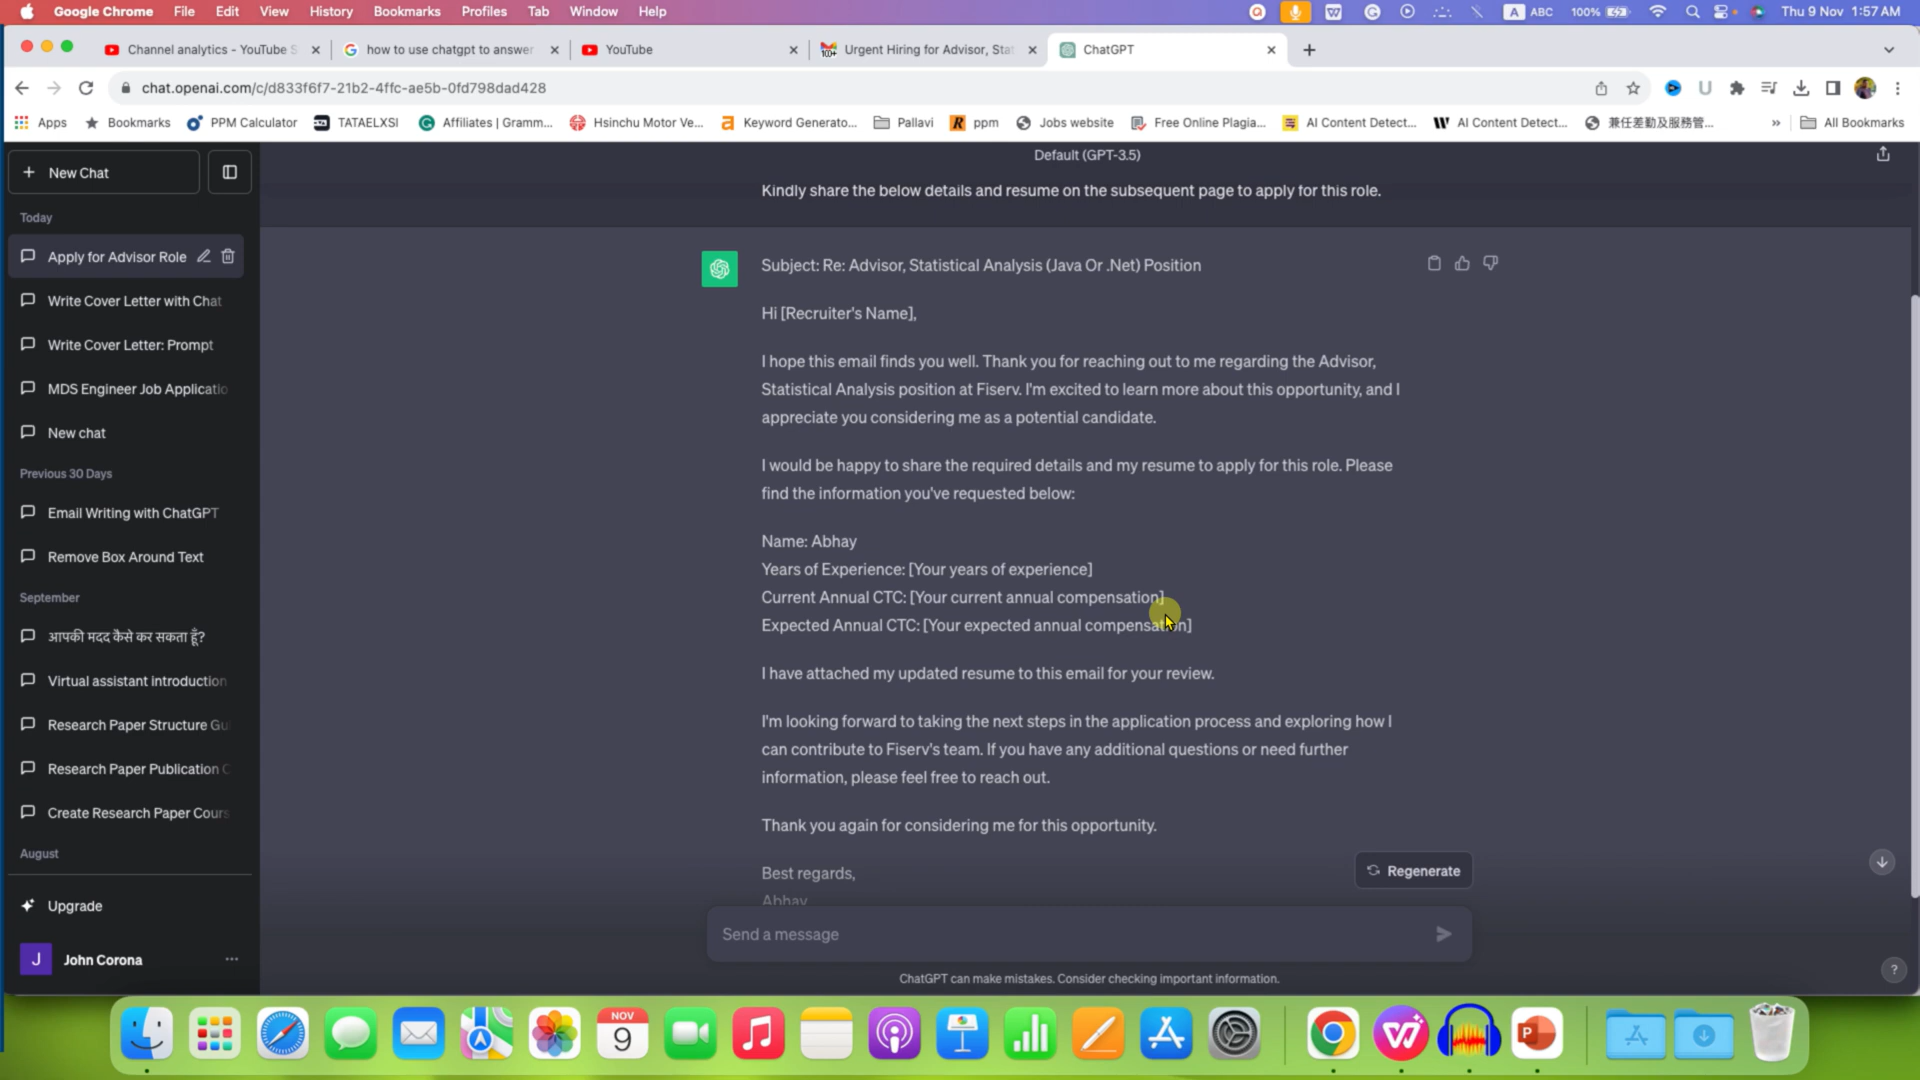 Google Chrome File Edit View History Bookmarks Profiles Tab Window Help A ABC 100% Thu 9 Nov 1:57 AM
Channel analytics - YouTube S
how to use chatgpt to answer
YouTube
Urgent Hiring for Advisor, Stat
ChatGPT
chat.openai.com/c/d833f6f7-21b2-4ffc-ae5b-0fd798dad428
Apps Bookmarks PPM Calculator TATAELXSI Affiliates | Gramm... Hsinchu Motor Ve... Keyword Generato... Pallavi ppm Jobs website Free Online Plagia... AI Content Detect... AI Content Detect... 兼任差勤及服務管... » All Bookmarks
New Chat
Today
Apply for Advisor Role
Write Cover Letter with Chat
Write Cover Letter: Prompt
MDS Engineer Job Applicatio
New chat
Previous 30 Days
Email Writing with ChatGPT
Remove Box Around Text
September
आपकी मदद कैसे कर सकता हूँ?
Virtual assistant introduction
Research Paper Structure Gu
Research Paper Publication C
Create Research Paper Cours
August
Upgrade
J John Corona
Default (GPT-3.5)
Kindly share the below details and resume on the subsequent page to apply for this role.
Subject: Re: Advisor, Statistical Analysis (Java Or .Net) Position
Hi [Recruiter's Name],
I hope this email finds you well. Thank you for reaching out to me regarding the Advisor,
Statistical Analysis position at Fiserv. I'm excited to learn more about this opportunity, and I
appreciate you considering me as a potential candidate.
I would be happy to share the required details and my resume to apply for this role. Please
find the information you've requested below:
Name: Abhay
Years of Experience: [Your years of experience]
Current Annual CTC: [Your current annual compensation]
Expected Annual CTC: [Your expected annual compensation]
I have attached my updated resume to this email for your review.
I'm looking forward to taking the next steps in the application process and exploring how I
can contribute to Fiserv's team. If you have any additional questions or need further
information, please feel free to reach out.
Thank you again for considering me for this opportunity.
Best regards,
Abhay
Regenerate
Send a message
ChatGPT can make mistakes. Consider checking important information.
?
NOV
9